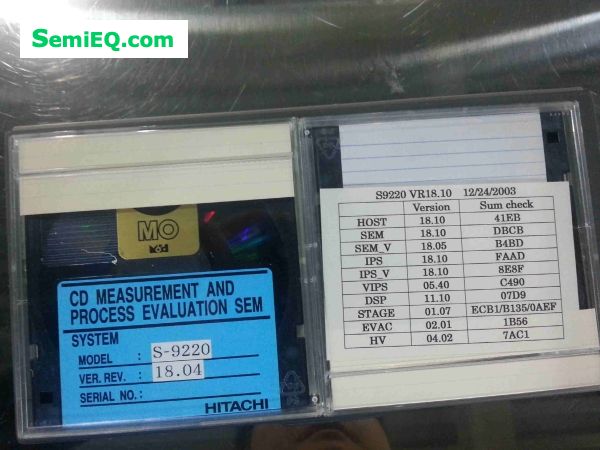 SemiEQ.com
MO
CD MEASUREMENT AND
PROCESS EVALUATION SEM
SYSTEM
MODEL : S-9220
VER. REV. : 18.04
SERIAL NO. :
HITACHI
S9220 VR18.10 12/24/2003
Version Sum check
HOST 18.10 41EB
SEM 18.10 DBCB
SEM_V 18.05 B4BD
IPS 18.10 FAAD
IPS_V 18.10 8E8F
VIPS 05.40 C490
DSP 11.10 07D9
STAGE 01.07 ECB1/B135/0AEF
EVAC 02.01 1B56
HV 04.02 7AC1